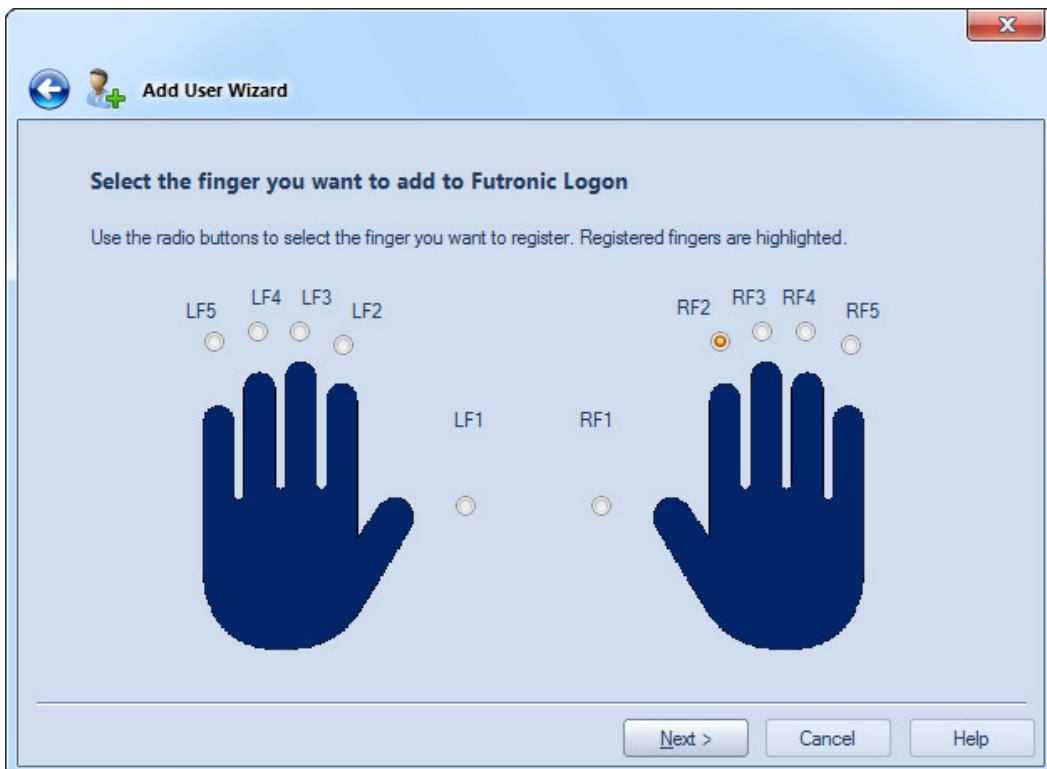 Add User Wizard
Select the finger you want to add to Futronic Logon
Use the radio buttons to select the finger you want to register. Registered fingers are highlighted.
LF5 LF4 LF3 LF2 RF2 RF3 RF4 RF5
LF1 RF1
Next > Cancel Help